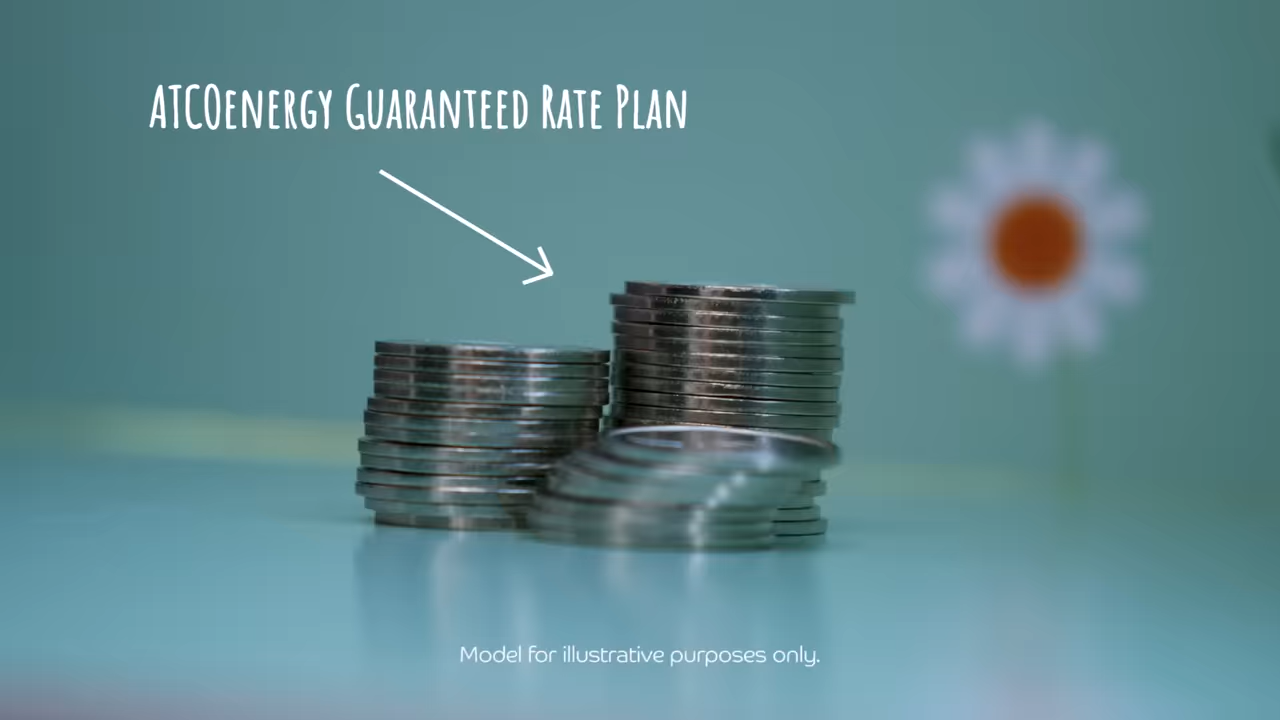 ATCOenergy Guaranteed Rate Plan
Model for illustrative purposes only.